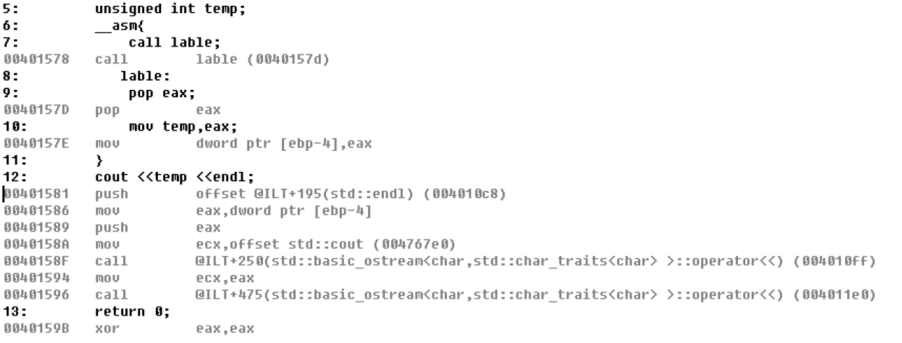 5: unsigned int temp;
6: __asm{
7: call lable;
00401578 call lable (0040157d)
8: lable:
9: pop eax;
0040157D pop eax
10: mov temp,eax;
0040157E mov dword ptr [ebp-4],eax
11: }
12: cout <<temp <<endl;
00401581 push offset @ILT+195(std::endl) (004010c8)
00401586 mov eax,dword ptr [ebp-4]
00401589 push eax
0040158A mov ecx,offset std::cout (004767e0)
0040158F call @ILT+250(std::basic_ostream<char,std::char_traits<char> >::operator<<) (004010ff)
00401594 mov ecx,eax
00401596 call @ILT+475(std::basic_ostream<char,std::char_traits<char> >::operator<<) (004011e0)
13: return 0;
0040159B xor eax,eax